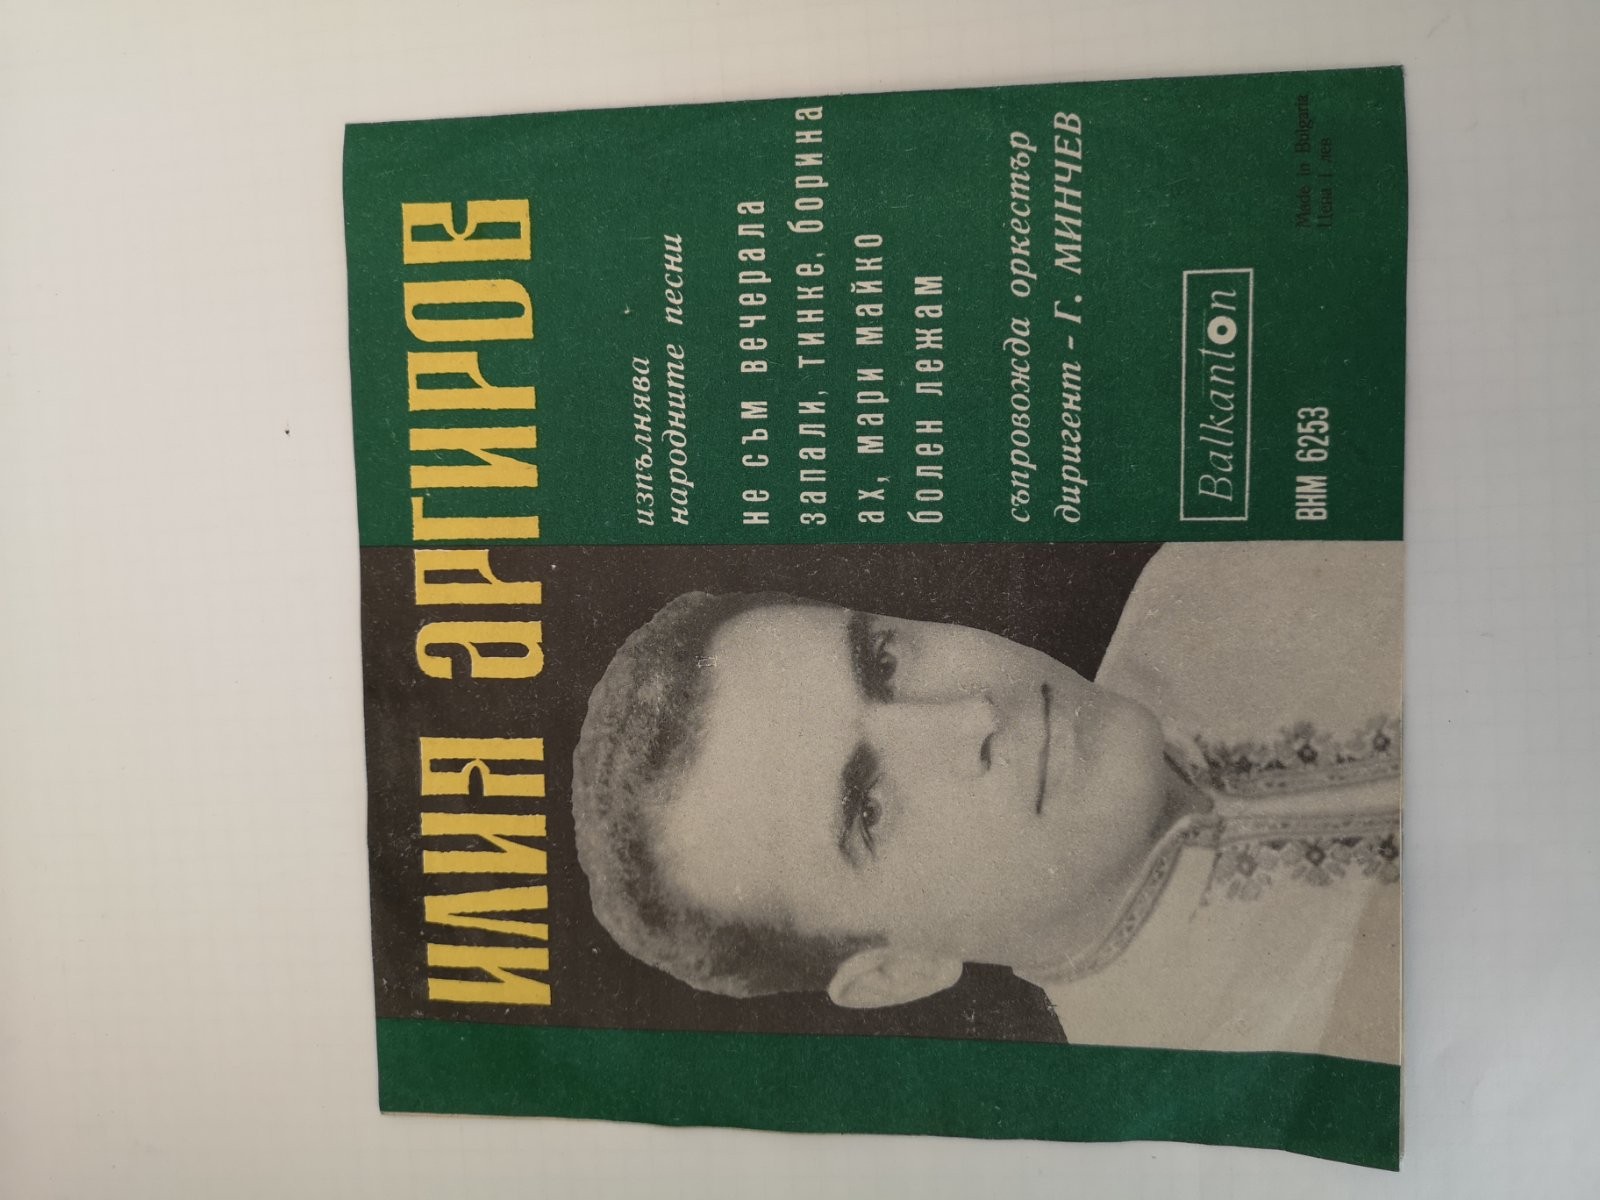 ИЛИЯ АРГИРОВ
изпълнява
народните песни
НЕ СЪМ ВЕЧЕРАЛА
ЗАПАЛИ, ТИНКЕ, БОРИНА
АХ, МАРИ МАЙКО
БОЛЕН ЛЕЖАМ
съпровожда оркестър
диригент – Г. МИНЧЕВ
Balkanton
ВНМ 6253
Made in Bulgaria
Цена 1 лев